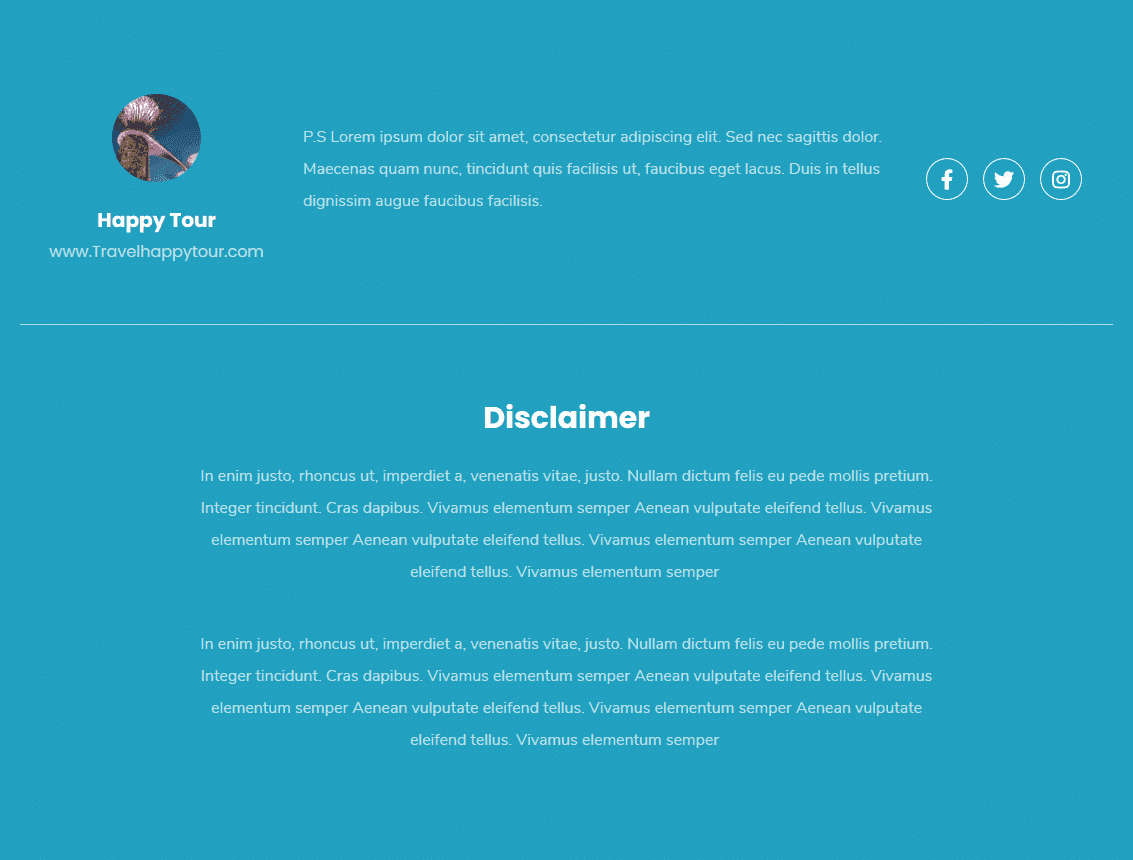 Happy Tour
www.Travelhappytour.com
P.S Lorem ipsum dolor sit amet, consectetur adipiscing elit. Sed nec sagittis dolor.
Maecenas quam nunc, tincidunt quis facilisis ut, faucibus eget lacus. Duis in tellus
dignissim augue faucibus facilisis.
Disclaimer
In enim justo, rhoncus ut, imperdiet a, venenatis vitae, justo. Nullam dictum felis eu pede mollis pretium.
Integer tincidunt. Cras dapibus. Vivamus elementum semper Aenean vulputate eleifend tellus. Vivamus
elementum semper Aenean vulputate eleifend tellus. Vivamus elementum semper Aenean vulputate
eleifend tellus. Vivamus elementum semper
In enim justo, rhoncus ut, imperdiet a, venenatis vitae, justo. Nullam dictum felis eu pede mollis pretium.
Integer tincidunt. Cras dapibus. Vivamus elementum semper Aenean vulputate eleifend tellus. Vivamus
elementum semper Aenean vulputate eleifend tellus. Vivamus elementum semper Aenean vulputate
eleifend tellus. Vivamus elementum semper